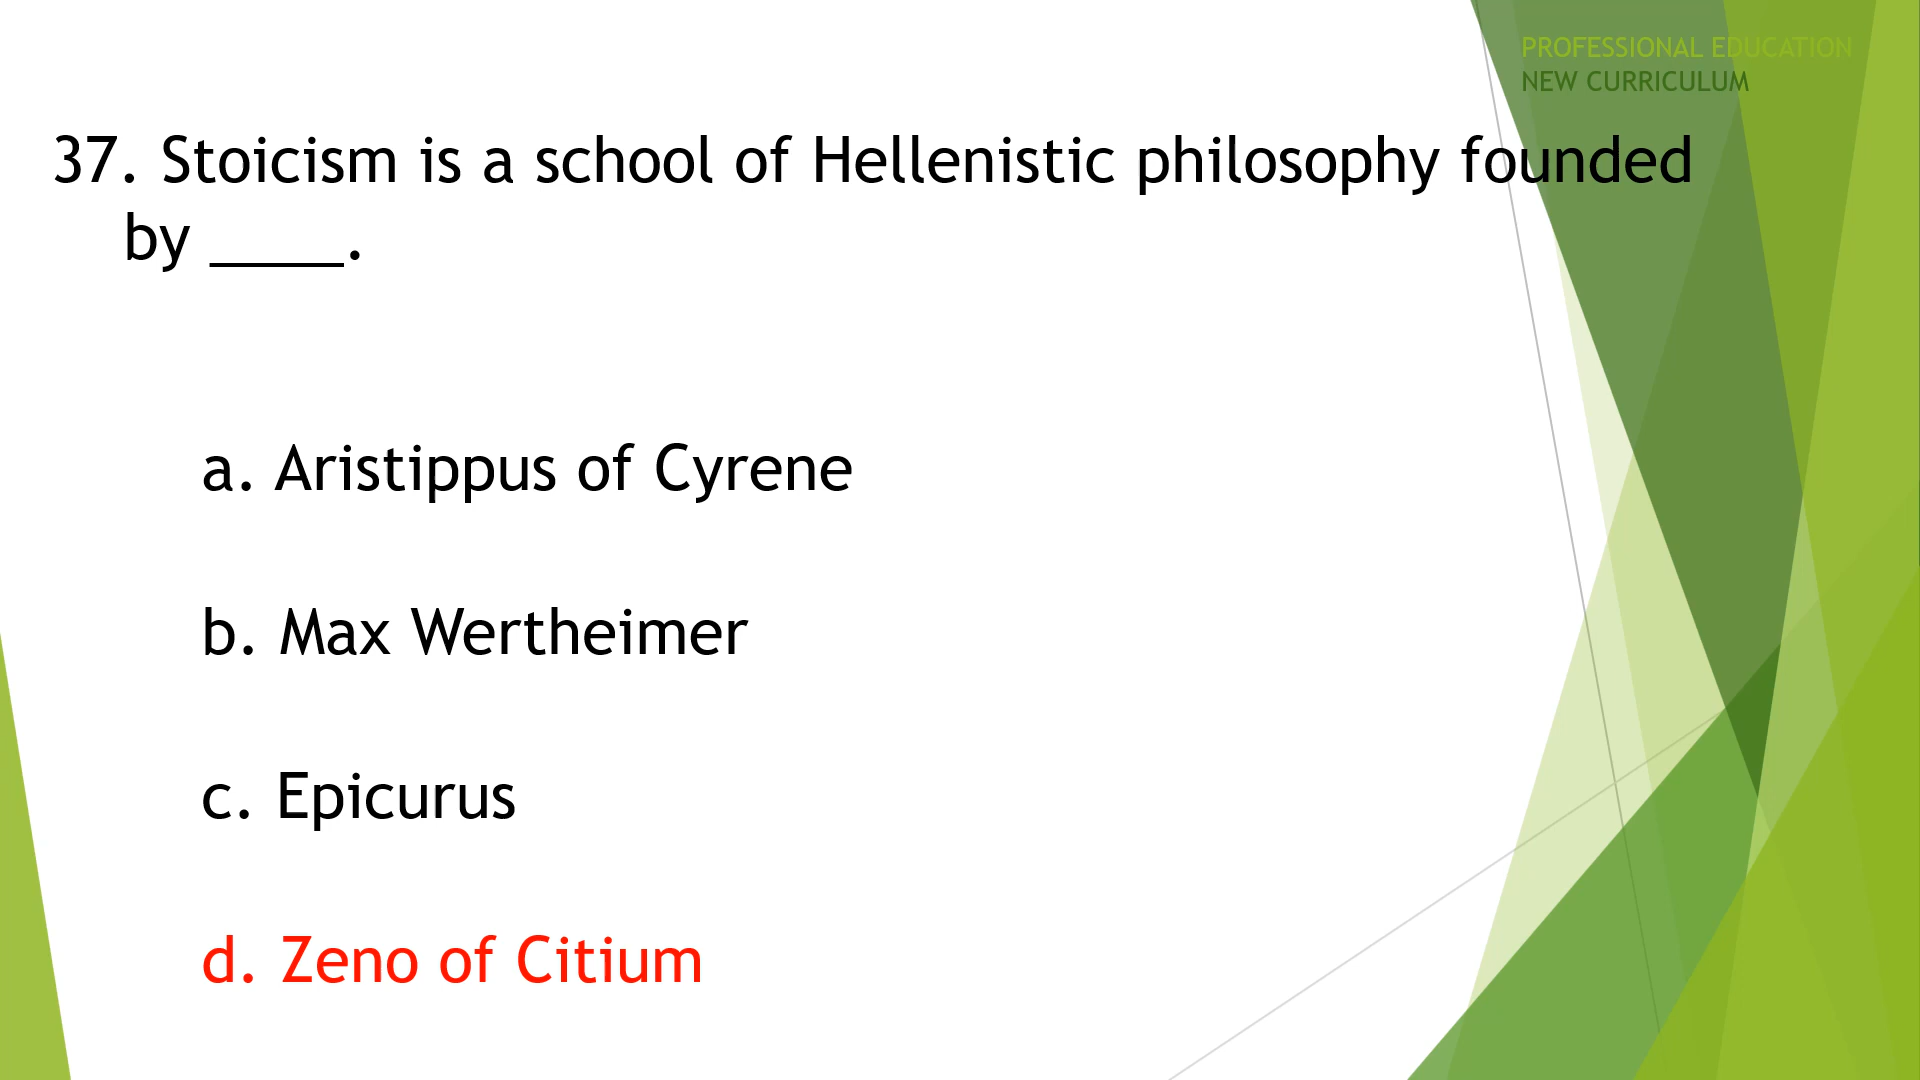 PROFESSIONAL EDUCATION
NEW CURRICULUM
37. Stoicism is a school of Hellenistic philosophy founded
by ____.
a. Aristippus of Cyrene
b. Max Wertheimer
c. Epicurus
d. Zeno of Citium